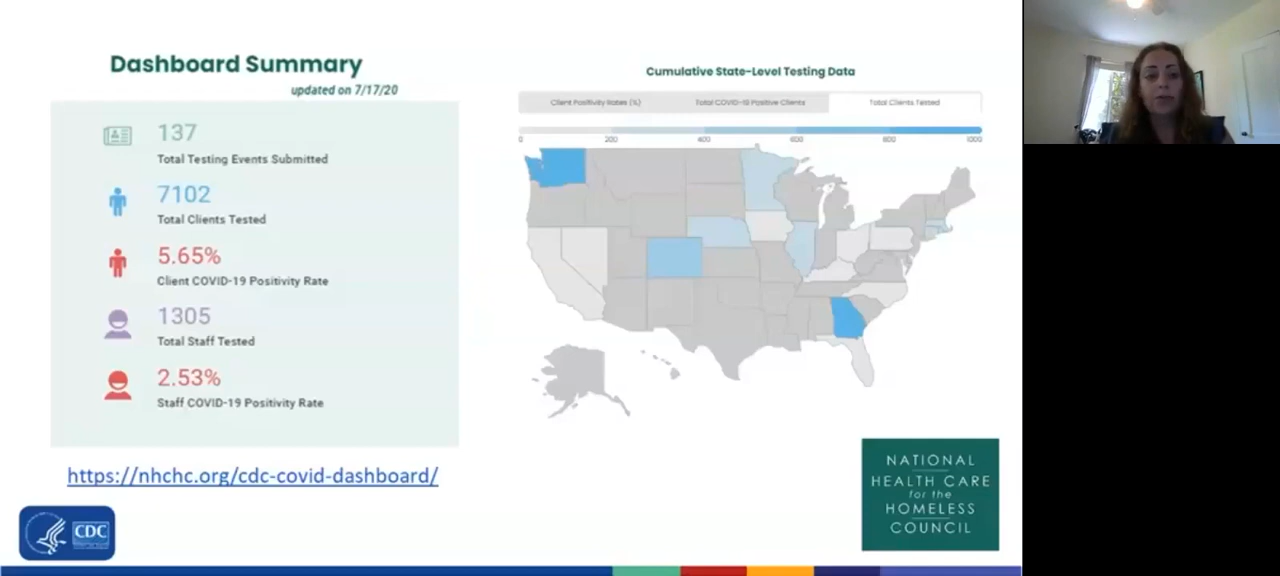 Dashboard Summary
updated on 7/17/20
137
Total Testing Events Submitted
7102
Total Clients Tested
5.65%
Client COVID-19 Positivity Rate
1305
Total Staff Tested
2.53%
Staff COVID-19 Positivity Rate
https://nhchc.org/cdc-covid-dashboard/
CDC
Cumulative State-Level Testing Data
Client Positivity Rates (%) Total COVID-19 Positive Clients Total Clients Tested
0 200 400 600 800 1000
NATIONAL
HEALTH CARE
for the
HOMELESS
COUNCIL